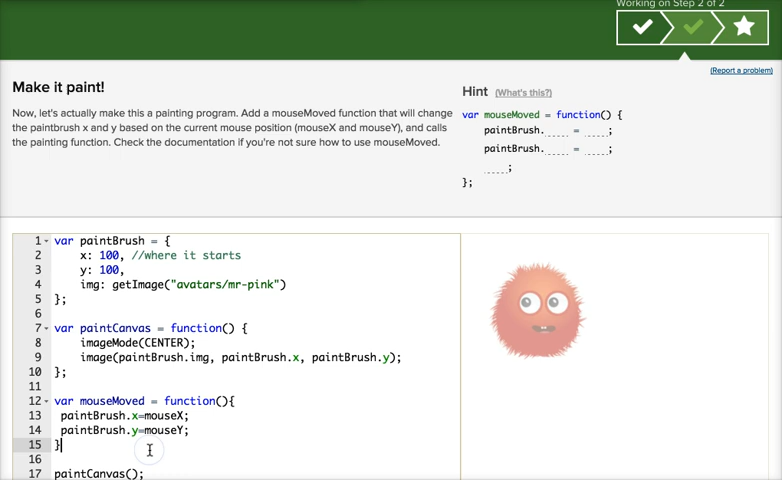 Working on Step 2 of 2
(Report a problem)
Make it paint!
Now, let's actually make this a painting program. Add a mouseMoved function that will change
the paintbrush x and y based on the current mouse position (mouseX and mouseY), and calls
the painting function. Check the documentation if you're not sure how to use mouseMoved.
Hint (What's this?)
var mouseMoved = function() {
paintBrush.____ = ____;
paintBrush.____ = ____;
____;
};
1 var paintBrush = {
2 x: 100, //where it starts
3 y: 100,
4 img: getImage("avatars/mr-pink")
5 };
6
7 var paintCanvas = function() {
8 imageMode(CENTER);
9 image(paintBrush.img, paintBrush.x, paintBrush.y);
10 };
11
12 var mouseMoved = function(){
13 paintBrush.x=mouseX;
14 paintBrush.y=mouseY;
15 }
16
17 paintCanvas();